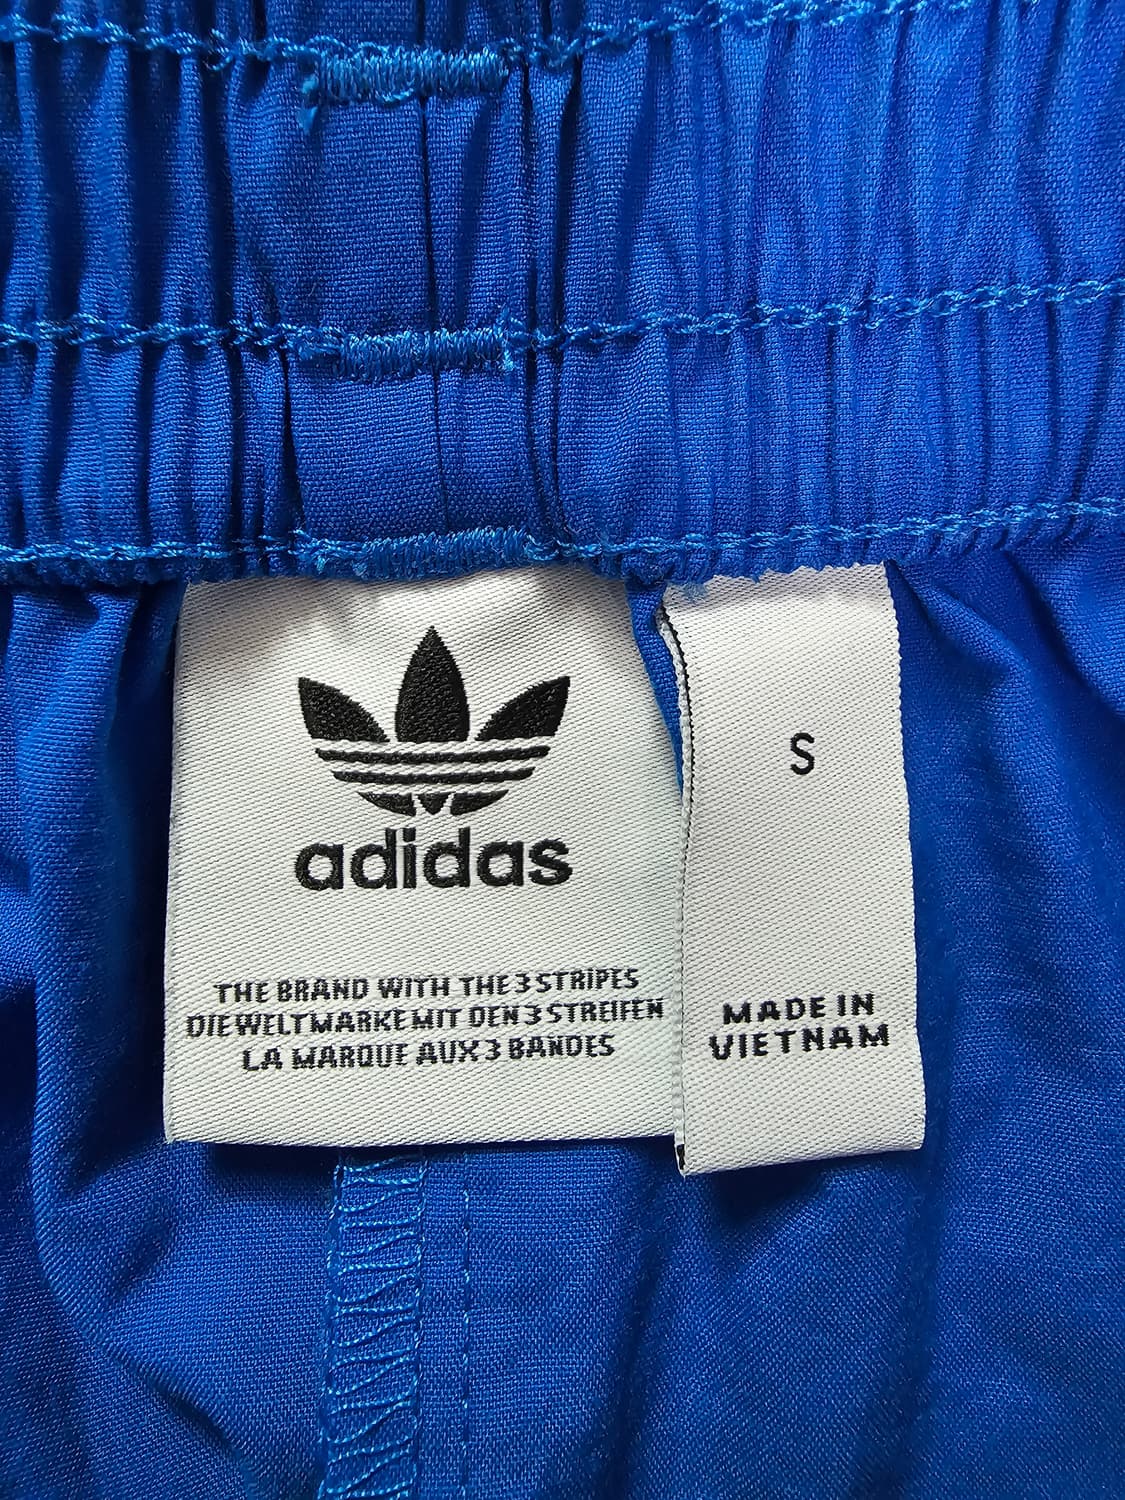 adidas
THE BRAND WITH THE 3 STRIPES
DIE WELTMARKE MIT DEN 3 STREIFEN
LA MARQUE AUX 3 BANDES
S
MADE IN
VIETNAM